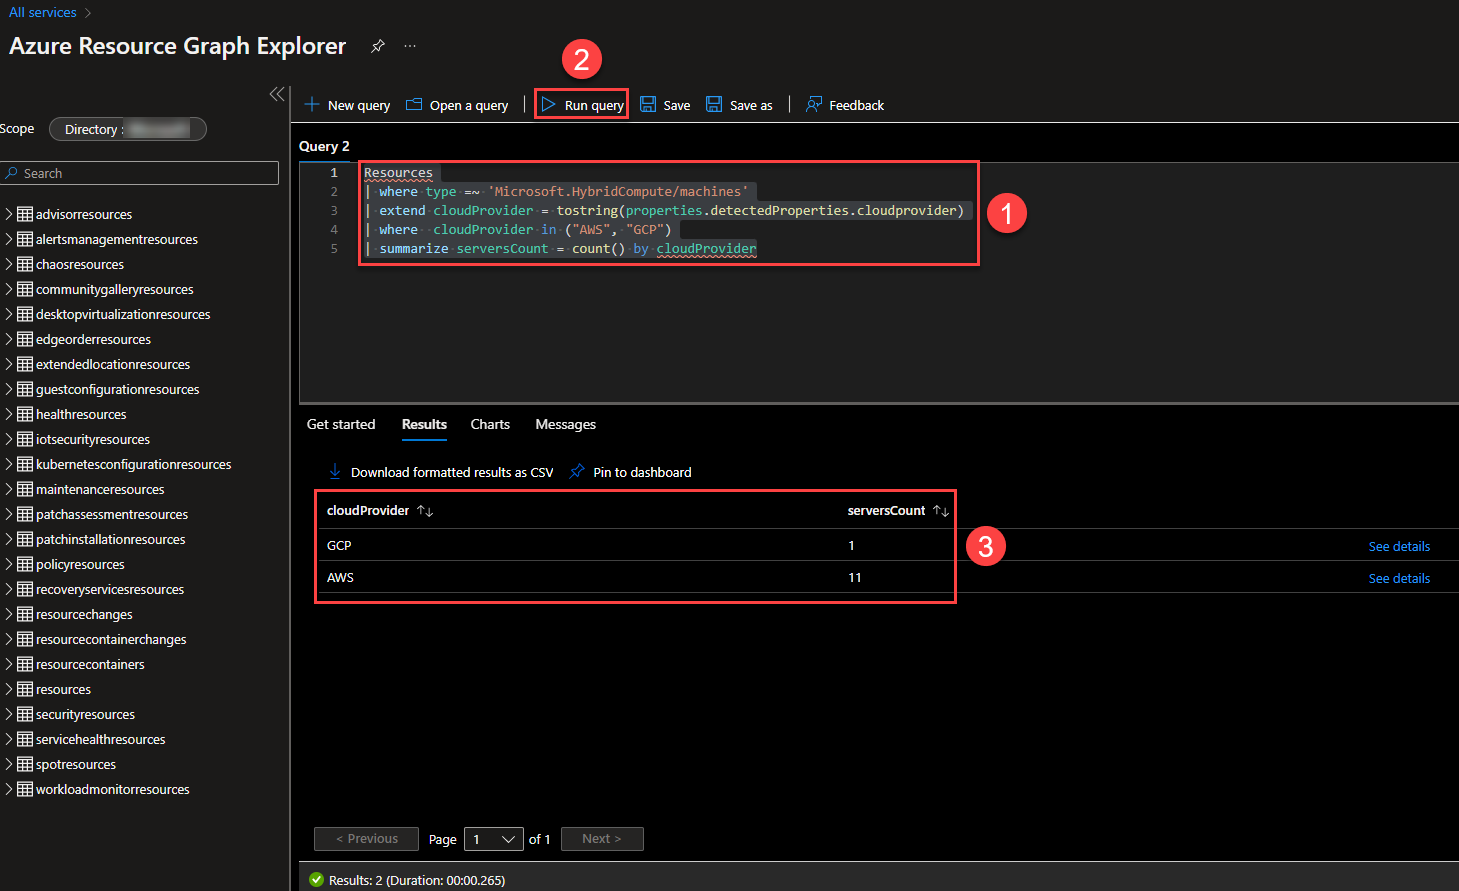 All services
Azure Resource Graph Explorer
2
New query Open a query Run query Save Save as Feedback
Scope Directory :
Search
advisorresources
alertsmanagementresources
chaosresources
communitygalleryresources
desktopvirtualizationresources
edgeorderresources
extendedlocationresources
guestconfigurationresources
healthresources
iotsecurityresources
kubernetesconfigurationresources
maintenanceresources
patchassessmentresources
patchinstallationresources
policyresources
recoveryservicesresources
resourcechanges
resourcecontainerchanges
resourcecontainers
resources
securityresources
servicehealthresources
spotresources
workloadmonitorresources
Query 2
1 Resources
2 | where type =~ 'Microsoft.HybridCompute/machines'
3 | extend cloudProvider = tostring(properties.detectedProperties.cloudprovider)
4 | where  cloudProvider in ("AWS", "GCP")
5 | summarize serversCount = count() by cloudProvider
1
Get started Results Charts Messages
Download formatted results as CSV Pin to dashboard
cloudProvider serversCount
GCP 1 See details
AWS 11 See details
3
< Previous Page 1 of 1 Next >
Results: 2 (Duration: 00:00.265)